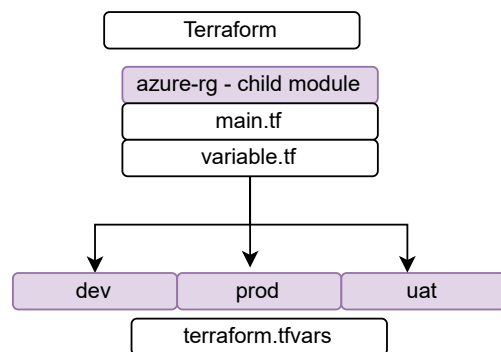 Terraform
azure-rg - child module
main.tf
variable.tf
dev prod uat
terraform.tfvars